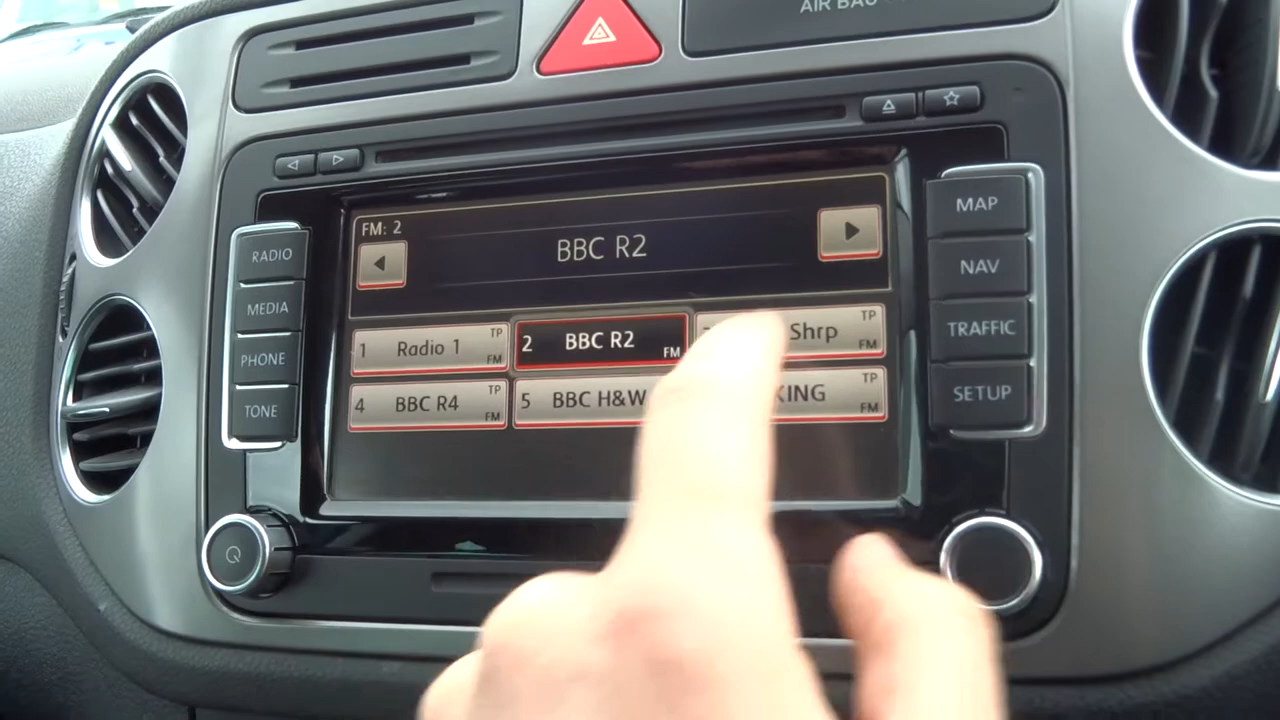 AIR BAG
RADIO
MEDIA
PHONE
TONE
FM: 2
BBC R2
1 Radio 1 TP FM
2 BBC R2 FM
Shrp TP FM
4 BBC R4 TP FM
5 BBC H&W
KING TP FM
MAP
NAV
TRAFFIC
SETUP